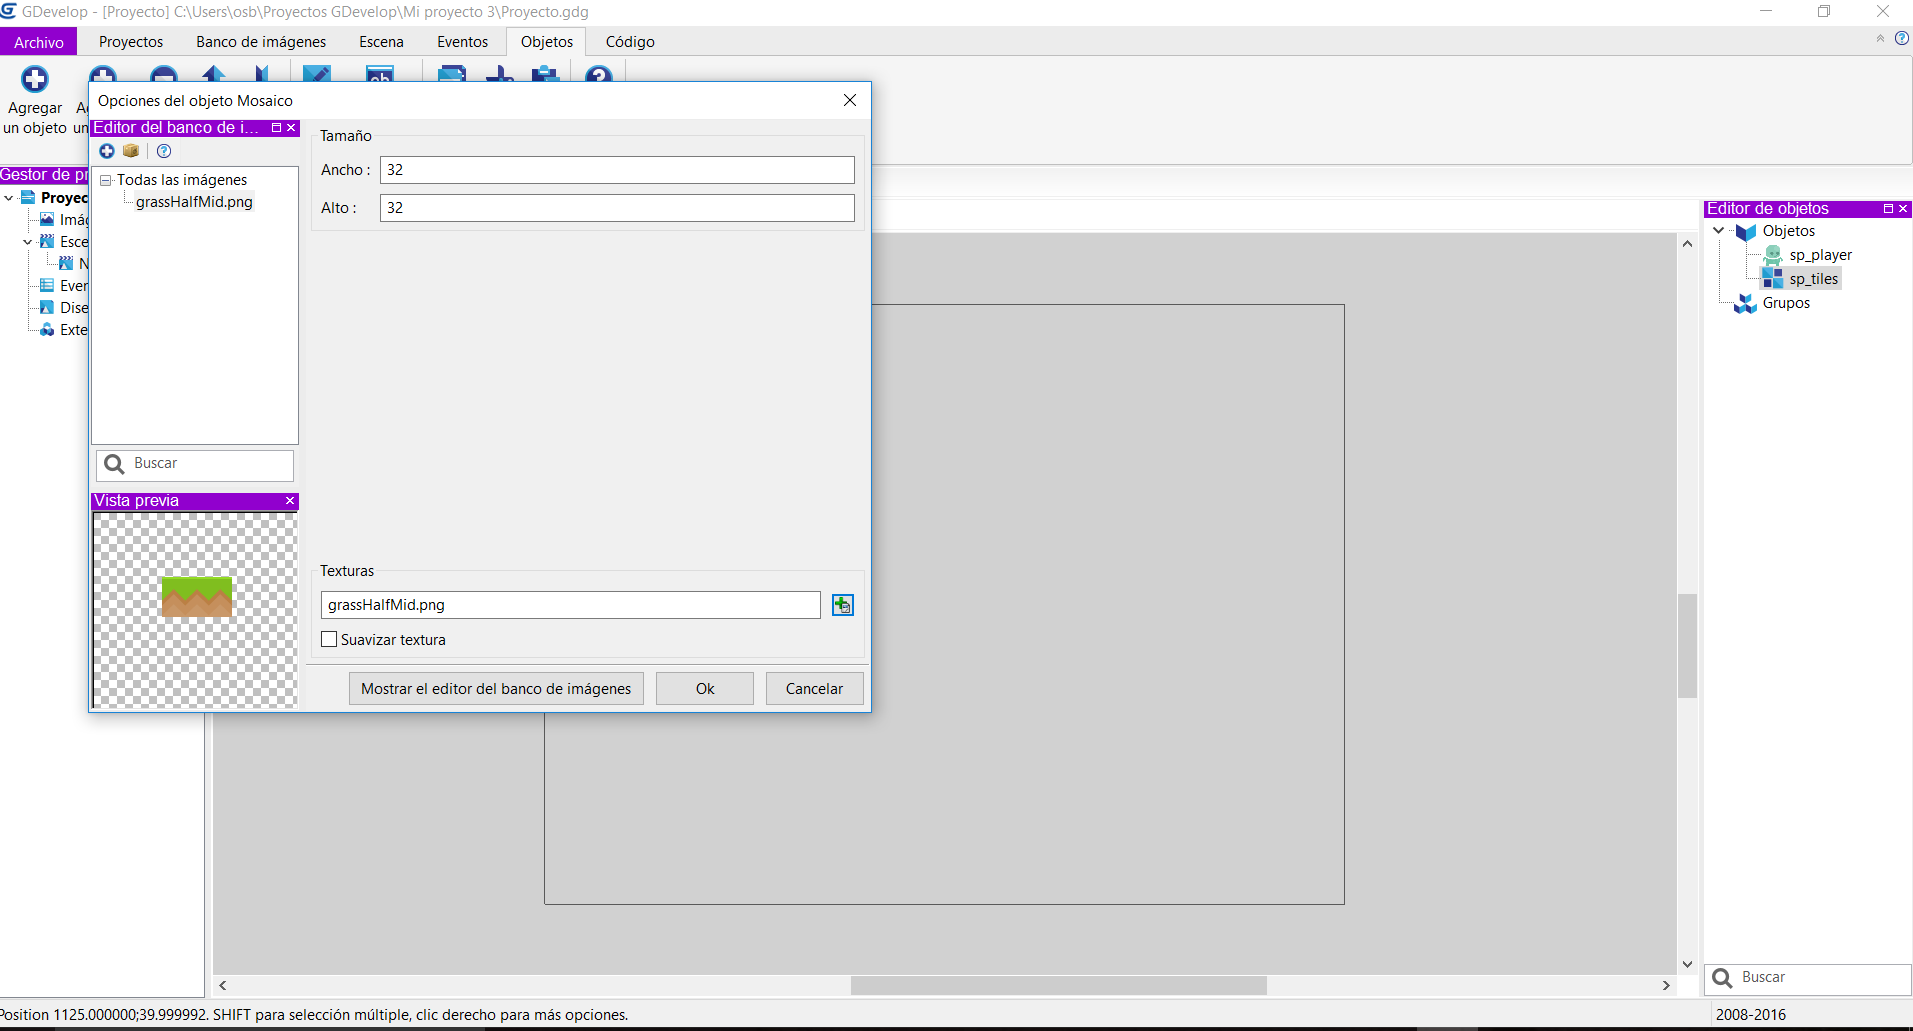 GDevelop - [Proyecto] C:\Users\osb\Proyectos GDevelop\Mi proyecto 3\Proyecto.gdg
Archivo Proyectos Banco de imágenes Escena Eventos Objetos Código
Agregar
un objeto un
Opciones del objeto Mosaico
Editor del banco de i...
Todas las imágenes
grassHalfMid.png
Buscar
Vista previa
Tamaño
Ancho : 32
Alto : 32
Texturas
grassHalfMid.png
Suavizar textura
Mostrar el editor del banco de imágenes Ok Cancelar
Gestor de pr
Proyec
Imág
Esce
N
Even
Dise
Exte
Editor de objetos
Objetos
sp_player
sp_tiles
Grupos
Buscar
Position 1125.000000;39.999992. SHIFT para selección múltiple, clic derecho para más opciones.
2008-2016